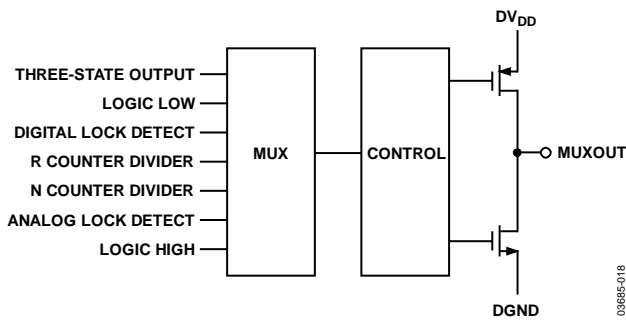 DVDD
THREE-STATE OUTPUT
LOGIC LOW
DIGITAL LOCK DETECT
R COUNTER DIVIDER
N COUNTER DIVIDER
ANALOG LOCK DETECT
LOGIC HIGH
MUX
CONTROL
MUXOUT
DGND
03685-018